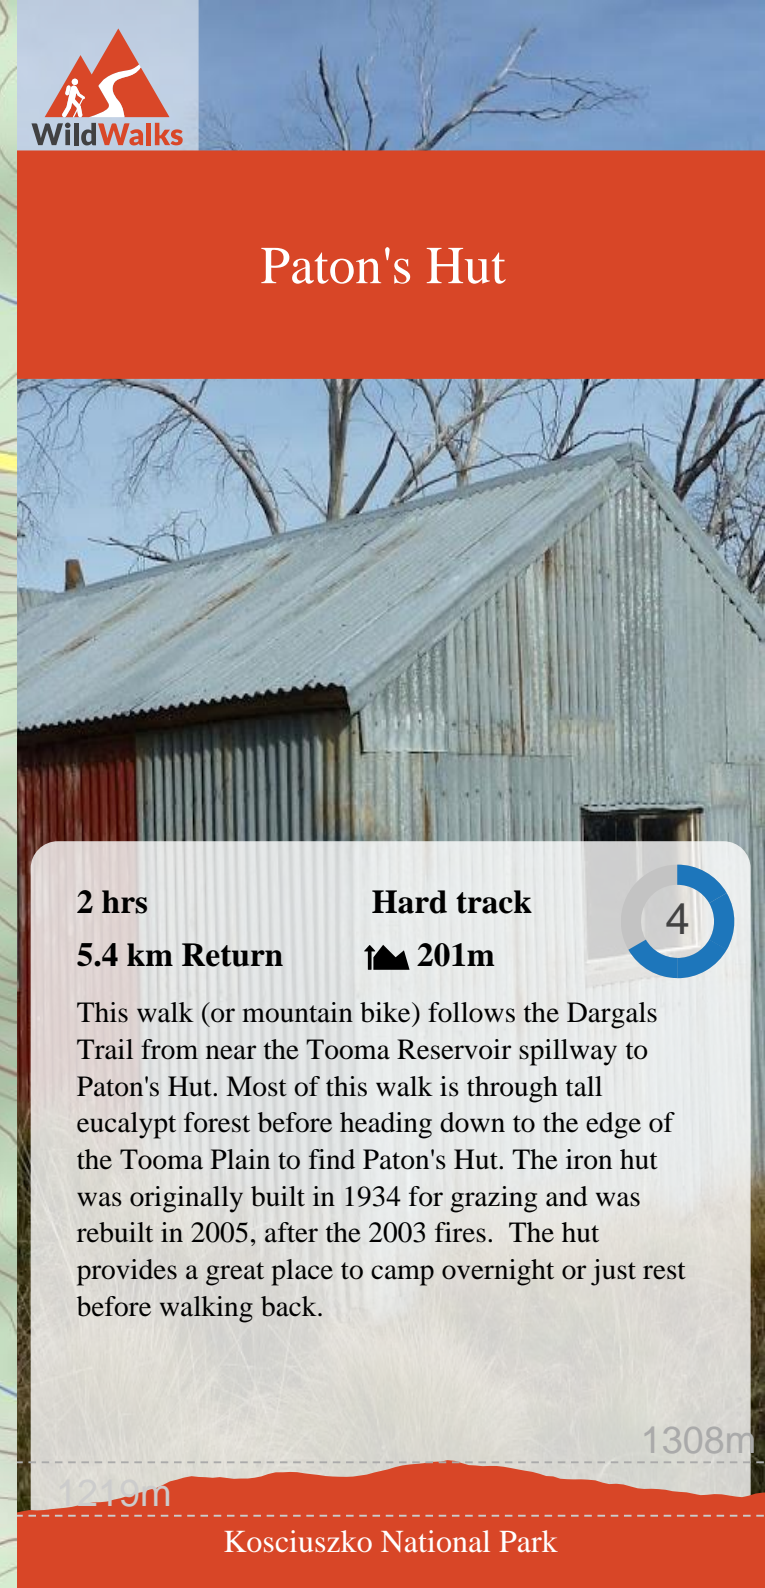 WildWalks
Paton's Hut
2 hrs
Hard track
4
5.4 km Return
201m
This walk (or mountain bike) follows the Dargals
Trail from near the Tooma Reservoir spillway to
Paton's Hut. Most of this walk is through tall
eucalypt forest before heading down to the edge of
the Tooma Plain to find Paton's Hut. The iron hut
was originally built in 1934 for grazing and was
rebuilt in 2005, after the 2003 fires.  The hut
provides a great place to camp overnight or just rest
before walking back.
1308m
1219m
Kosciuszko National Park